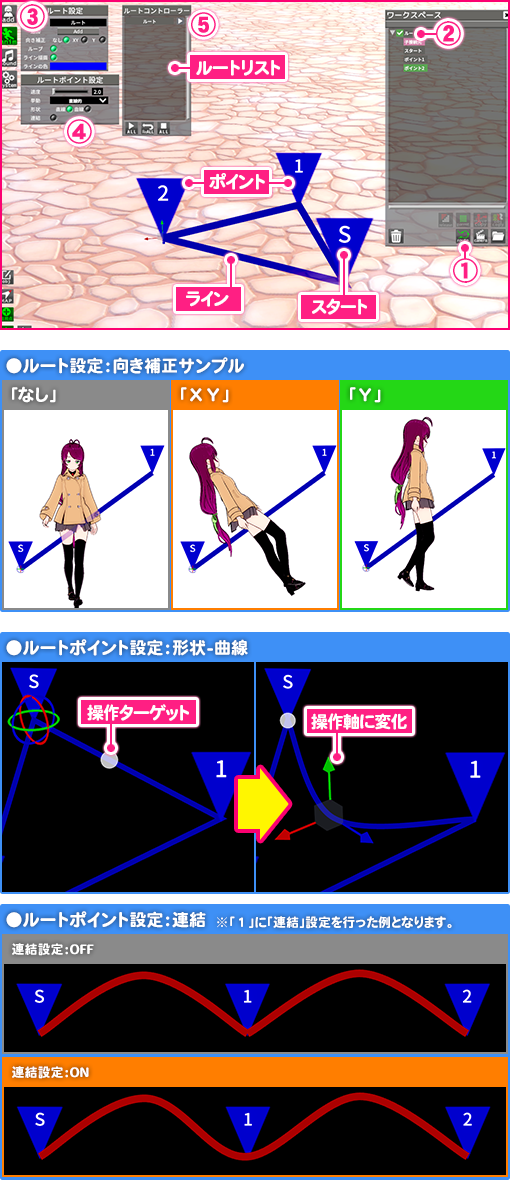 ③ ルート設定
add
ルート
Add
向き補正 なし XY Y
ループ
ライン描画
ラインの色
ルートポイント設定
速度 2.0
挙動 直線的
形状 直線 曲線
連結
④
ルートコントローラー ⑤
ルート
ルートリスト
ALL ALL ALL
ワークスペース
②
スタート
ポイント1
ポイント2
①
2 ポイント 1
S
ライン スタート
●ルート設定:向き補正サンプル
「なし」 「XY」 「Y」
1 1 1
S S S
●ルートポイント設定:形状-曲線
S S
操作ターゲット 操作軸に変化
1 1
●ルートポイント設定:連結 ※「1」に「連結」設定を行った例となります。
連結設定:OFF
S 1 2
連結設定:ON
S 1 2